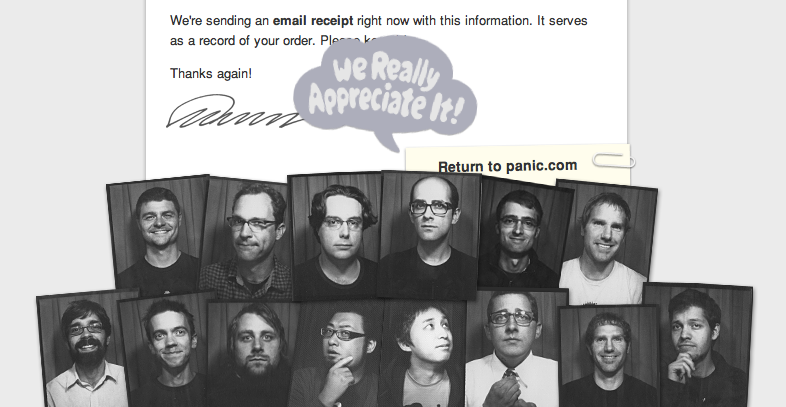 We're sending an email receipt right now with this information. It serves
as a record of your order. Please
Thanks again!
We Really
Appreciate It!
Return to panic.com